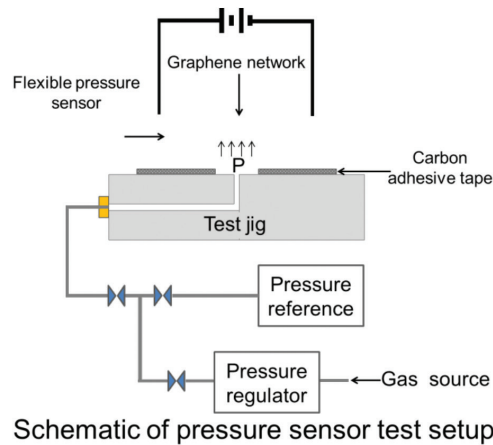 Graphene network
Flexible pressure
sensor
P
Carbon
adhesive tape
Test jig
Pressure
reference
Pressure
regulator
Gas source
Schematic of pressure sensor test setup